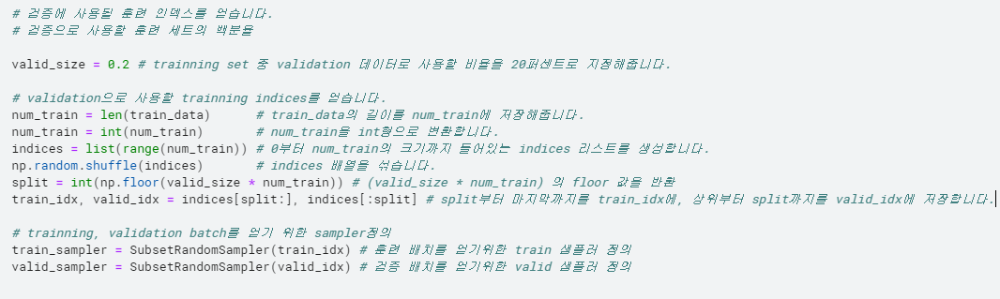 # 검증에 사용될 훈련 인덱스를 얻습니다.
# 검증으로 사용할 훈련 세트의 백분율
valid_size = 0.2 # trainning set 중 validation 데이터로 사용할 비율을 20퍼센트로 지정해줍니다.
# validation으로 사용할 trainning indices를 얻습니다.
num_train = len(train_data)      # train_data의 길이를 num_train에 저장해줍니다.
num_train = int(num_train)       # num_train을 int형으로 변환합니다.
indices = list(range(num_train)) # 0부터 num_train의 크기까지 들어있는 indices 리스트를 생성합니다.
np.random.shuffle(indices)       # indices 배열을 섞습니다.
split = int(np.floor(valid_size * num_train)) # (valid_size * num_train) 의 floor 값을 반환
train_idx, valid_idx = indices[split:], indices[:split] # split부터 마지막까지를 train_idx에, 상위부터 split까지를 valid_idx에 저장합니다.
# trainning, validation batch를 얻기 위한 sampler정의
train_sampler = SubsetRandomSampler(train_idx) # 훈련 배치를 얻기위한 train 샘플러 정의
valid_sampler = SubsetRandomSampler(valid_idx) # 검증 배치를 얻기위한 valid 샘플러 정의